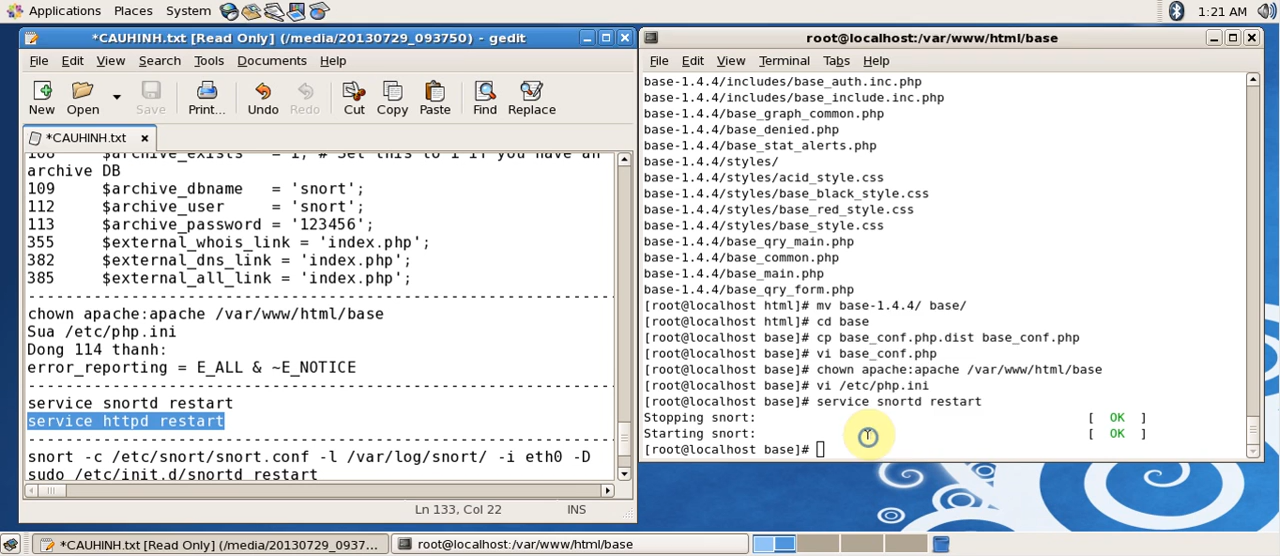 Applications Places System 1:21 AM
*CAUHINH.txt [Read Only] (/media/20130729_093750) - gedit
File Edit View Search Tools Documents Help
New Open Save Print... Undo Redo Cut Copy Paste Find Replace
*CAUHINH.txt
108 $archive_exists = 1; # Set this to 1 if you have an
archive DB
109 $archive_dbname = 'snort';
112 $archive_user = 'snort';
113 $archive_password = '123456';
355 $external_whois_link = 'index.php';
382 $external_dns_link = 'index.php';
385 $external_all_link = 'index.php';
chown apache:apache /var/www/html/base
Sua /etc/php.ini
Dong 114 thanh:
error_reporting = E_ALL & ~E_NOTICE
service snortd restart
service httpd restart
snort -c /etc/snort/snort.conf -l /var/log/snort/ -i eth0 -D
sudo /etc/init.d/snortd restart
Ln 133, Col 22 INS
root@localhost:/var/www/html/base
File Edit View Terminal Tabs Help
base-1.4.4/includes/base_auth.inc.php
base-1.4.4/includes/base_include.inc.php
base-1.4.4/base_graph_common.php
base-1.4.4/base_denied.php
base-1.4.4/base_stat_alerts.php
base-1.4.4/styles/
base-1.4.4/styles/acid_style.css
base-1.4.4/styles/base_black_style.css
base-1.4.4/styles/base_red_style.css
base-1.4.4/styles/base_style.css
base-1.4.4/base_qry_main.php
base-1.4.4/base_common.php
base-1.4.4/base_main.php
base-1.4.4/base_qry_form.php
[root@localhost html]# mv base-1.4.4/ base/
[root@localhost html]# cd base
[root@localhost base]# cp base_conf.php.dist base_conf.php
[root@localhost base]# vi base_conf.php
[root@localhost base]# chown apache:apache /var/www/html/base
[root@localhost base]# vi /etc/php.ini
[root@localhost base]# service snortd restart
Stopping snort: [ OK ]
Starting snort: [ OK ]
[root@localhost base]#
*CAUHINH.txt [Read Only] (/media/20130729_0937... root@localhost:/var/www/html/base